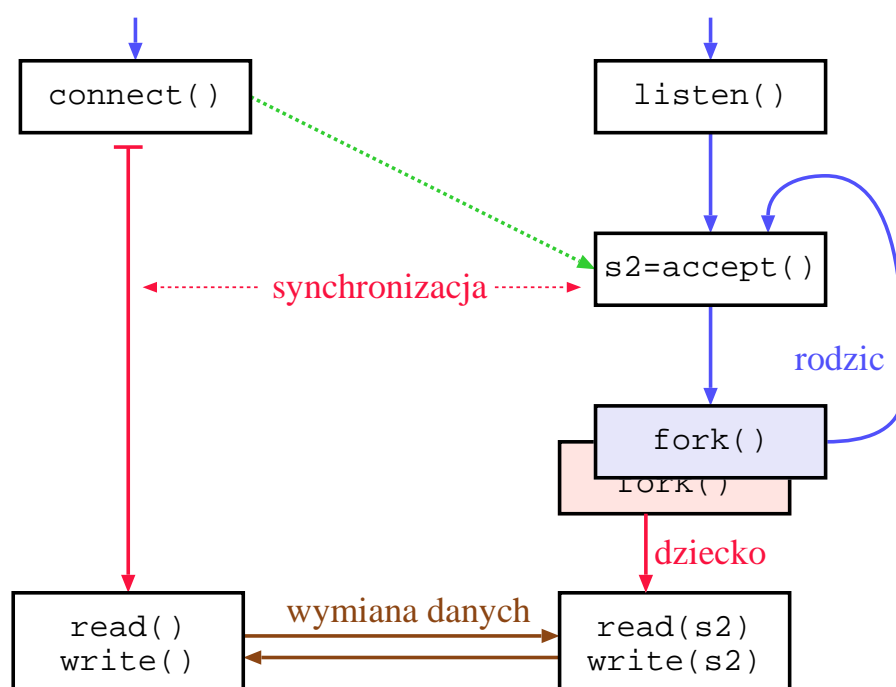 connect()
listen()
s2=accept()
synchronizacja
rodzic
fork()
fork()
dziecko
wymiana danych
read()
write()
read(s2)
write(s2)